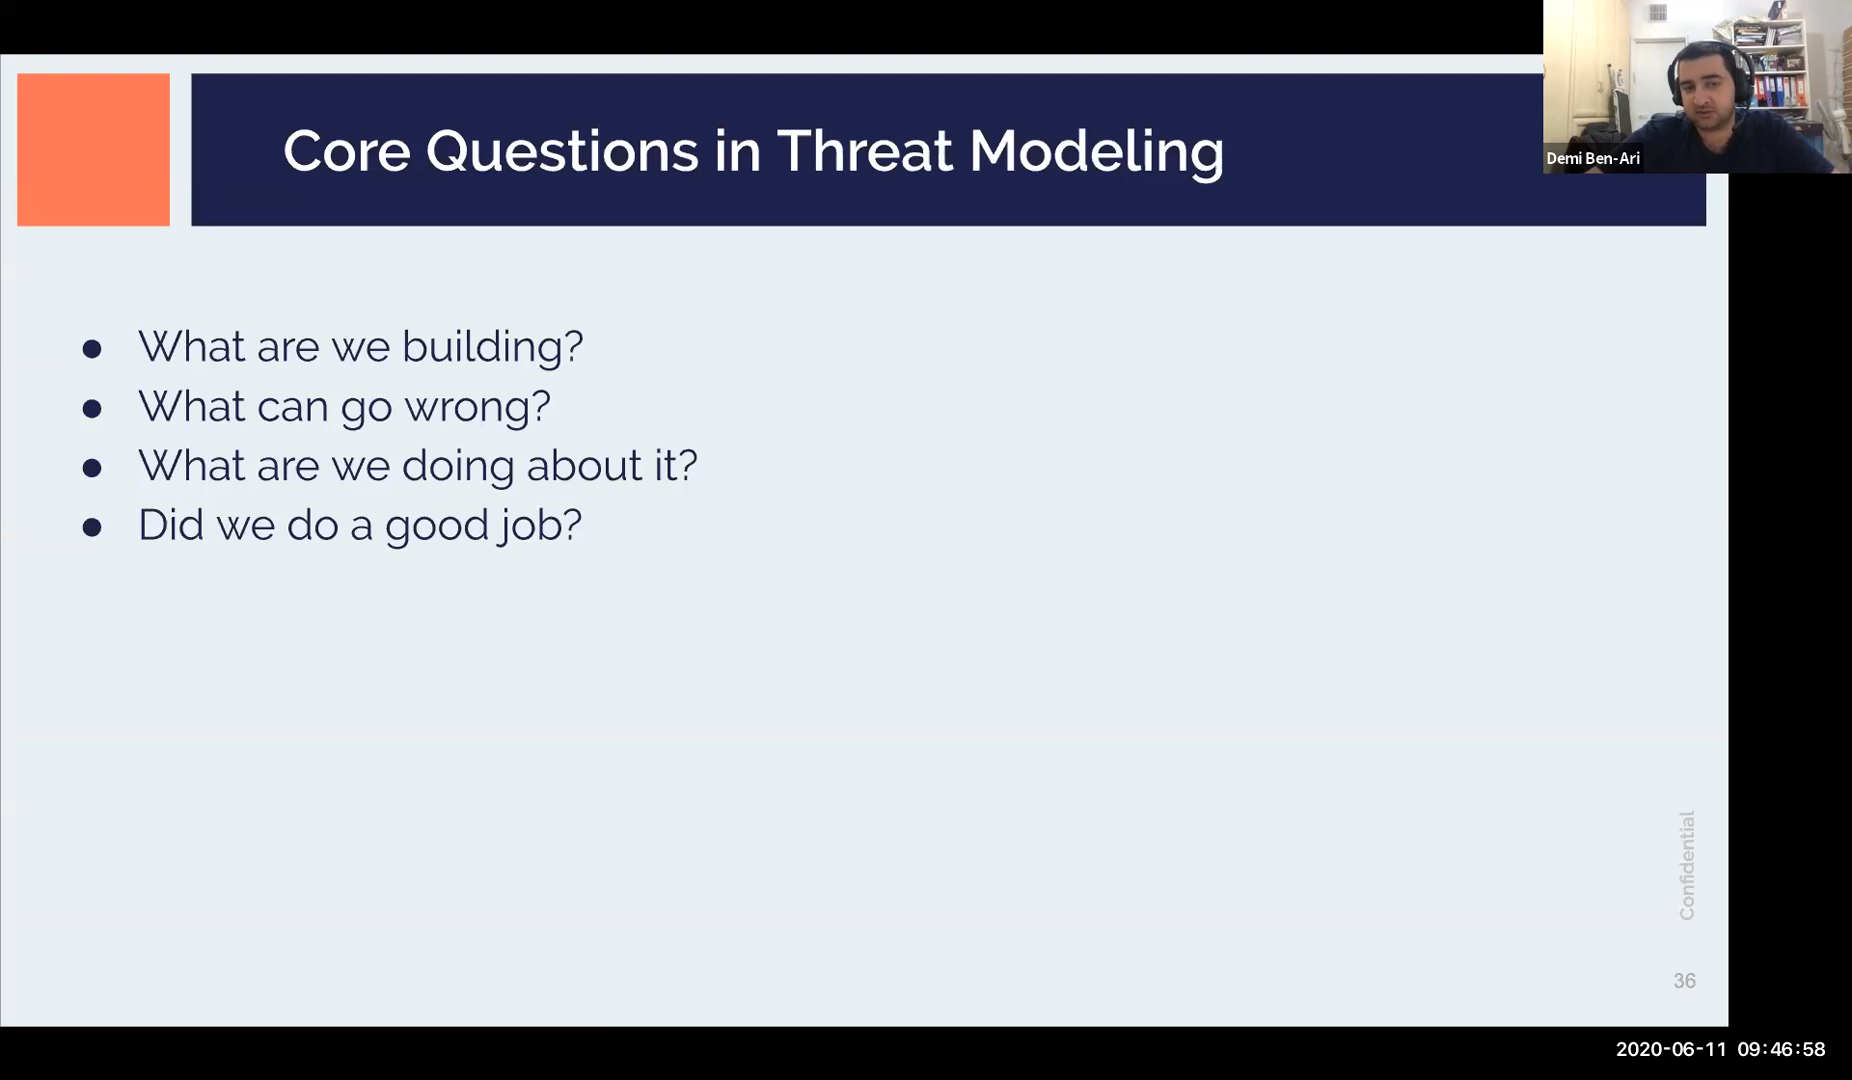 Core Questions in Threat Modeling
Demi Ben-Ari
● What are we building?
● What can go wrong?
● What are we doing about it?
● Did we do a good job?
Confidential
36
2020-06-11 09:46:58